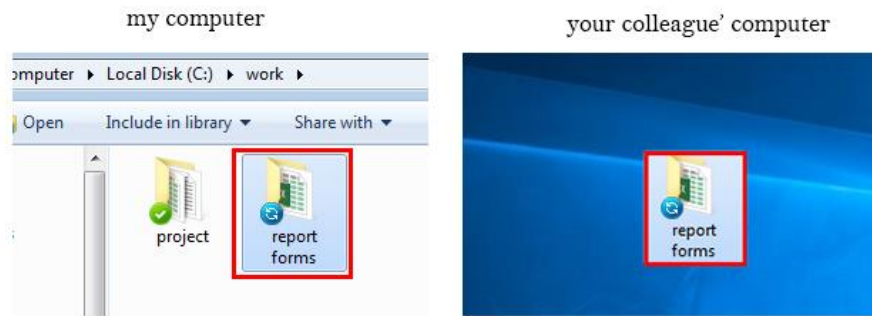 my computer
your colleague' computer
omputer ▸ Local Disk (C:) ▸ work ▸
Open Include in library ▾ Share with ▾
project
report
forms
report
forms